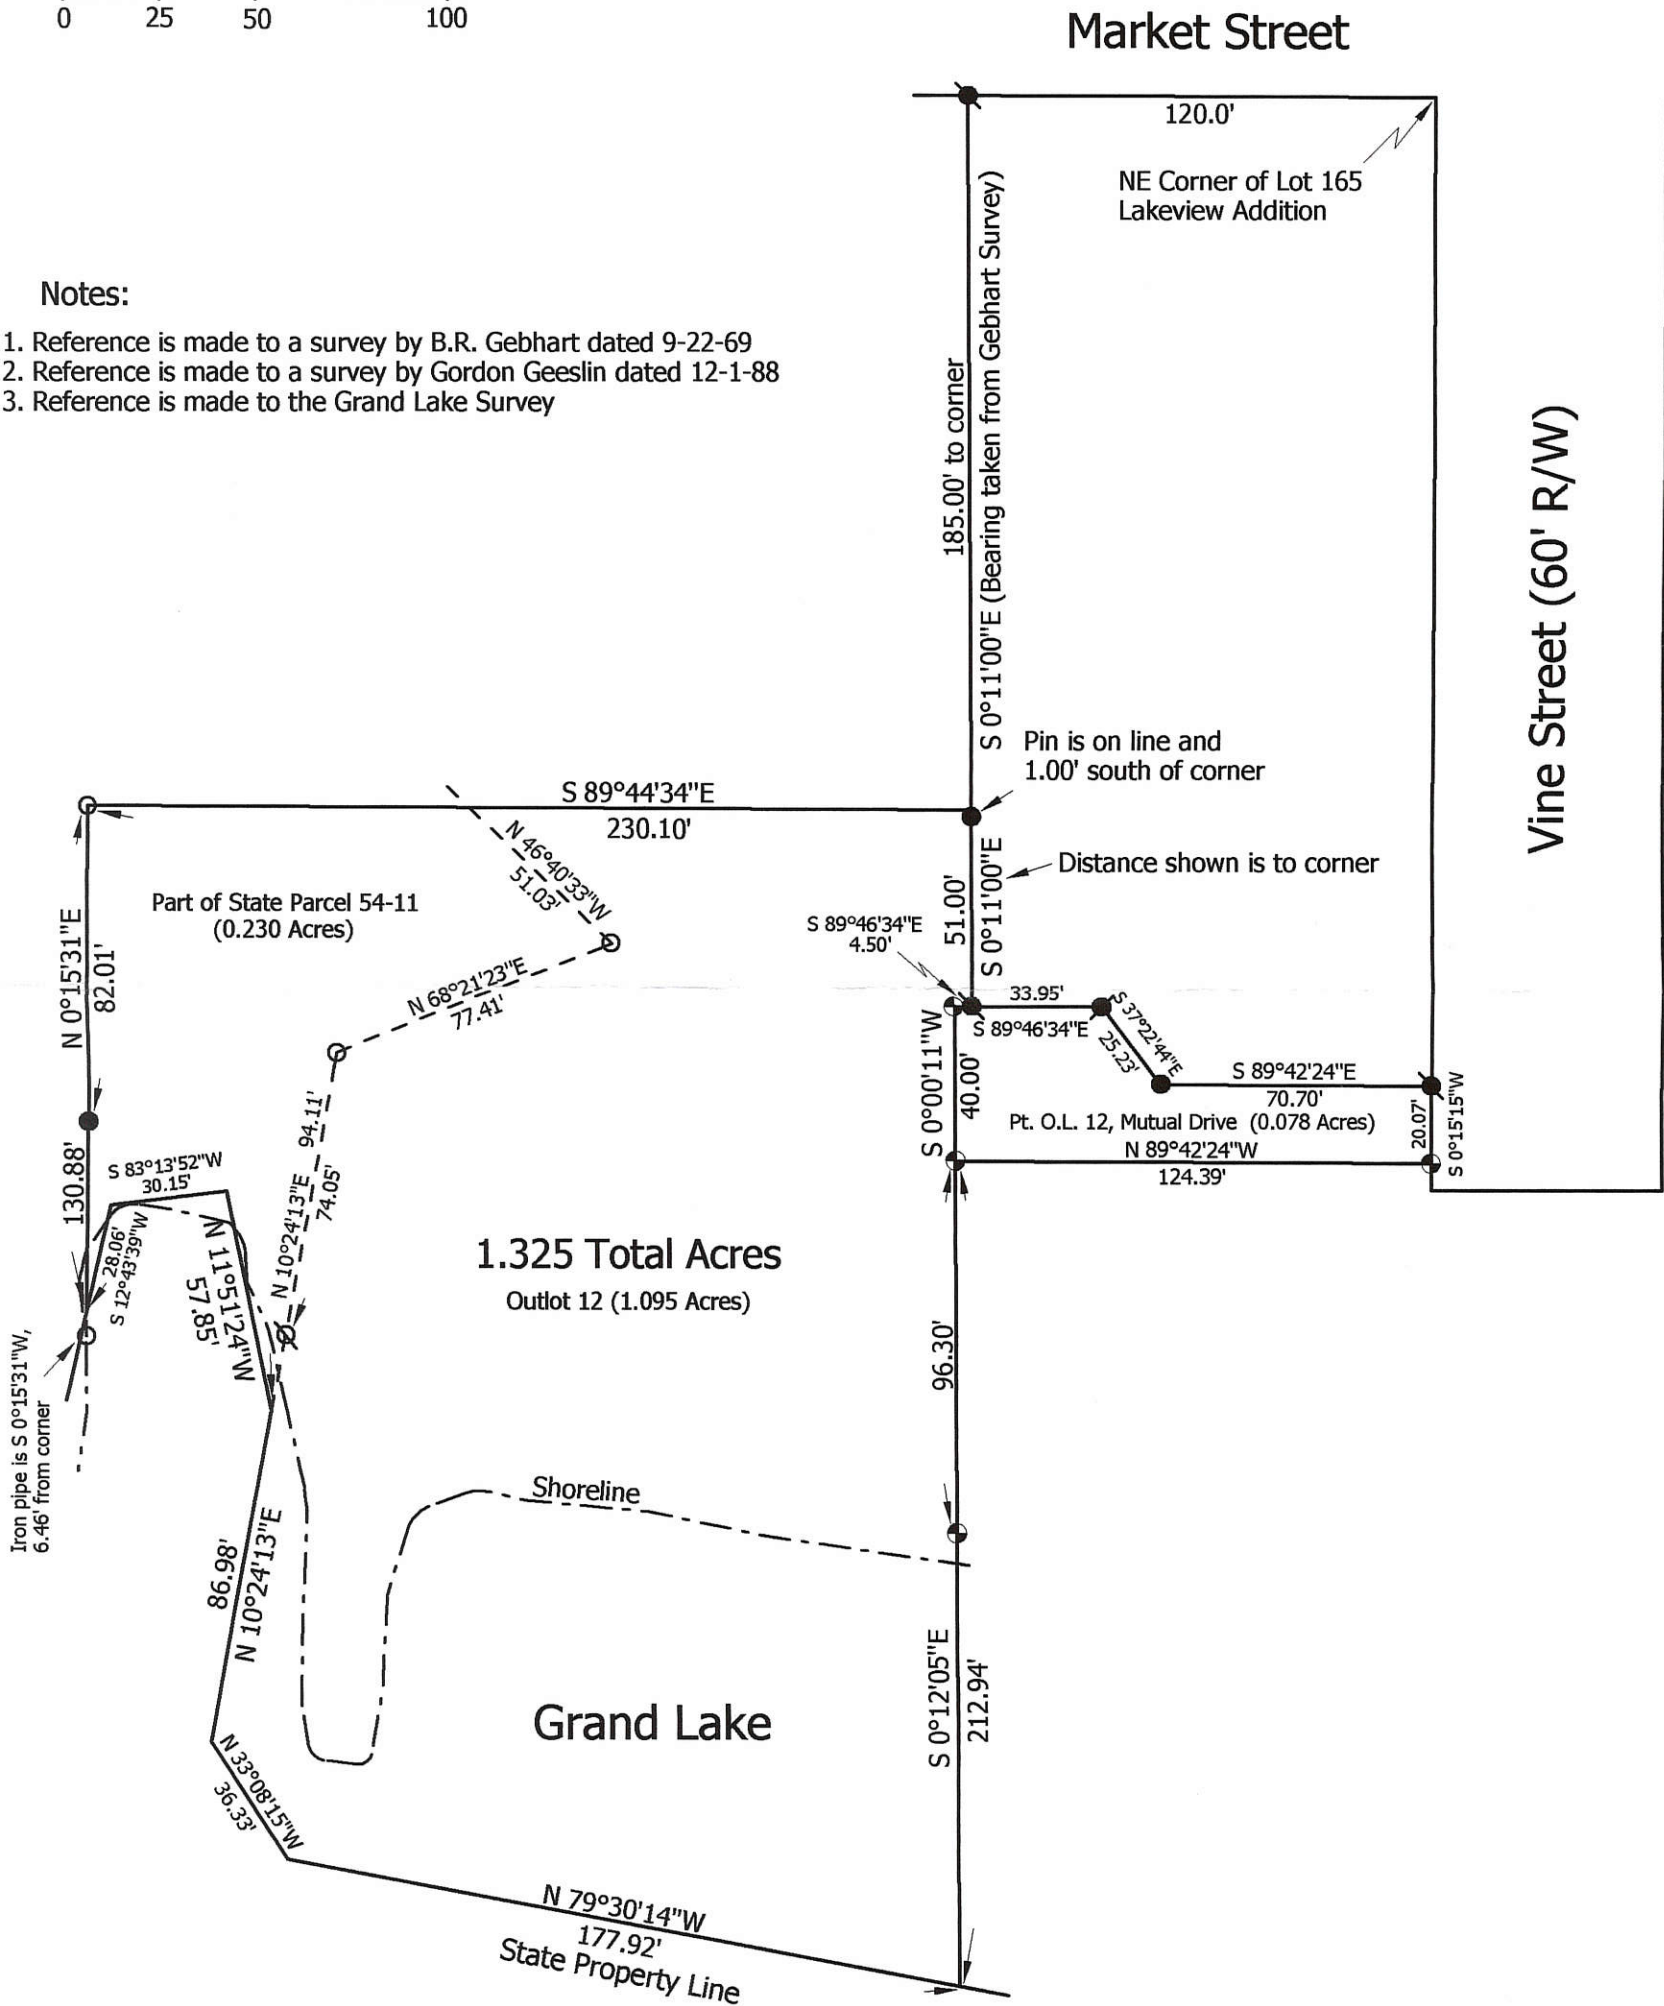 0 25 50 100
Market Street
120.0'
NE Corner of Lot 165
Lakeview Addition
Notes:
1. Reference is made to a survey by B.R. Gebhart dated 9-22-69
2. Reference is made to a survey by Gordon Geeslin dated 12-1-88
3. Reference is made to the Grand Lake Survey
185.00' to corner
S 0°11'00"E (Bearing taken from Gebhart Survey)
Vine Street (60' R/W)
Pin is on line and
1.00' south of corner
S 89°44'34"E
230.10'
N 46°40'33"W
51.03'
51.00'
S 0°11'00"E
Distance shown is to corner
Part of State Parcel 54-11
(0.230 Acres)
N 0°15'31"E
82.01'
S 89°46'34"E
4.50'
N 68°21'23"E
77.41'
33.95'
S 89°46'34"E
S 37°22'44"E
25.23'
S 0°00'11"W
40.00'
S 89°42'24"E
70.70'
Pt. O.L. 12, Mutual Drive (0.078 Acres)
N 89°42'24"W
124.39'
20.07'
S 0°15'15"W
130.88'
S 83°13'52"W
30.15'
28.06'
S 12°43'39"W
N 11°51'24"W
57.85'
94.11'
N 10°24'13"E
74.05'
1.325 Total Acres
Outlot 12 (1.095 Acres)
96.30'
Iron pipe is S 0°15'31"W,
6.46' from corner
Shoreline
86.98'
N 10°24'13"E
S 0°12'05"E
212.94'
Grand Lake
N 33°08'15"W
36.33'
N 79°30'14"W
177.92'
State Property Line